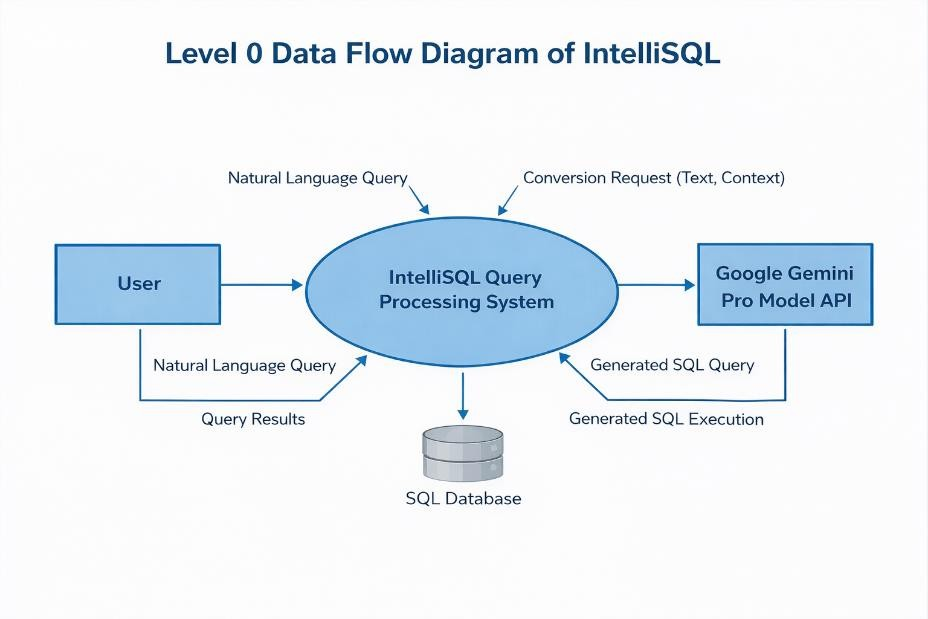 Level 0 Data Flow Diagram of IntelliSQL
Natural Language Query
Conversion Request (Text, Context)
User
IntelliSQL Query
Processing System
Google Gemini
Pro Model API
Natural Language Query
Generated SQL Query
Query Results
Generated SQL Execution
SQL Database